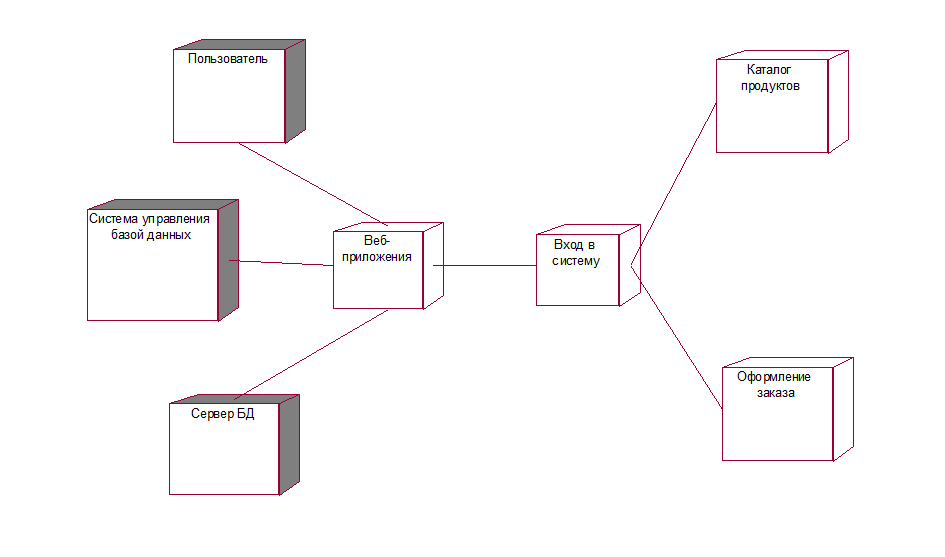 Пользователь
Каталог
продуктов
Система управления
базой данных
Веб-
приложения
Вход в
систему
Оформление
заказа
Сервер БД